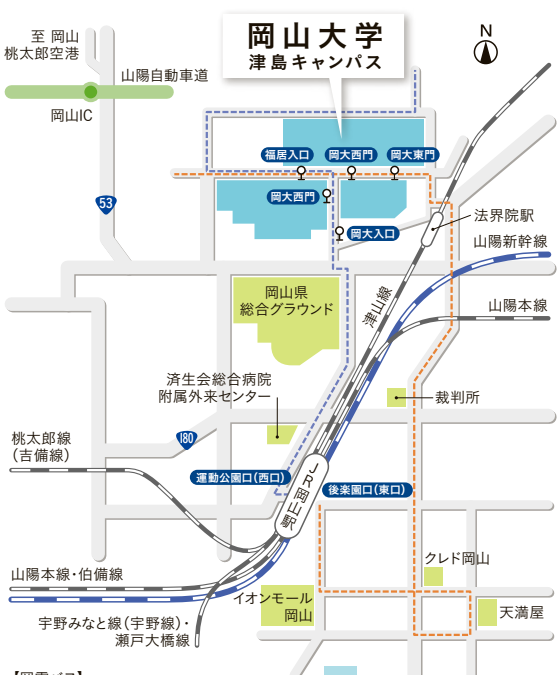 至 岡山
桃太郎空港
山陽自動車道
岡山IC
岡山大学
津島キャンパス
N
福居入口
岡大西門
岡大東門
岡大西門
岡大入口
53
法界院駅
山陽新幹線
津山線
山陽本線
岡山県
総合グラウンド
済生会総合病院
附属外来センター
裁判所
桃太郎線
(吉備線)
180
運動公園口(西口)
JR岡山駅
後楽園口(東口)
クレド岡山
山陽本線・伯備線
イオンモール
岡山
天満屋
宇野みなと線(宇野線)・
瀬戸大橋線
【岡電バス】